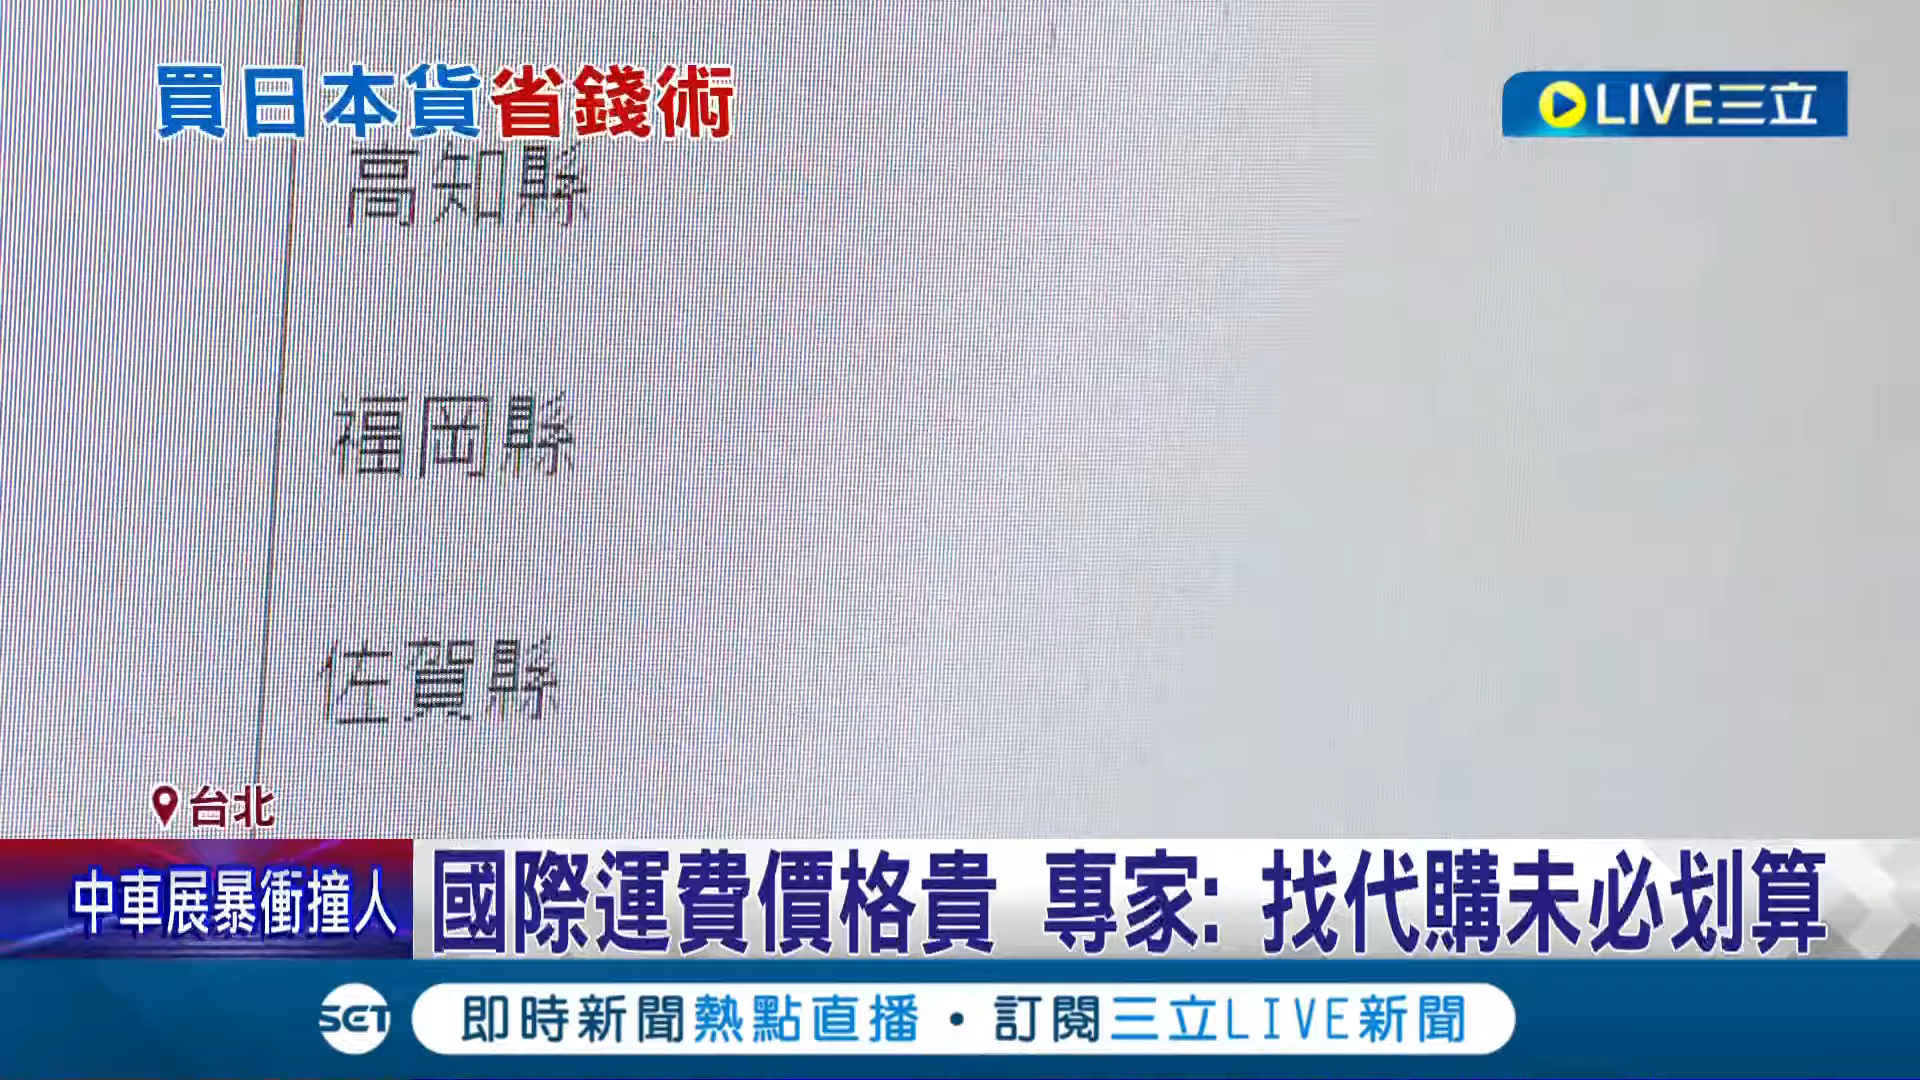 買日本貨省錢術
LIVE三立
高知縣
福岡縣
佐賀縣
台北
中車展暴衝撞人
國際運費價格貴 專家: 找代購未必划算
SET
即時新聞熱點直播・訂閱三立LIVE新聞